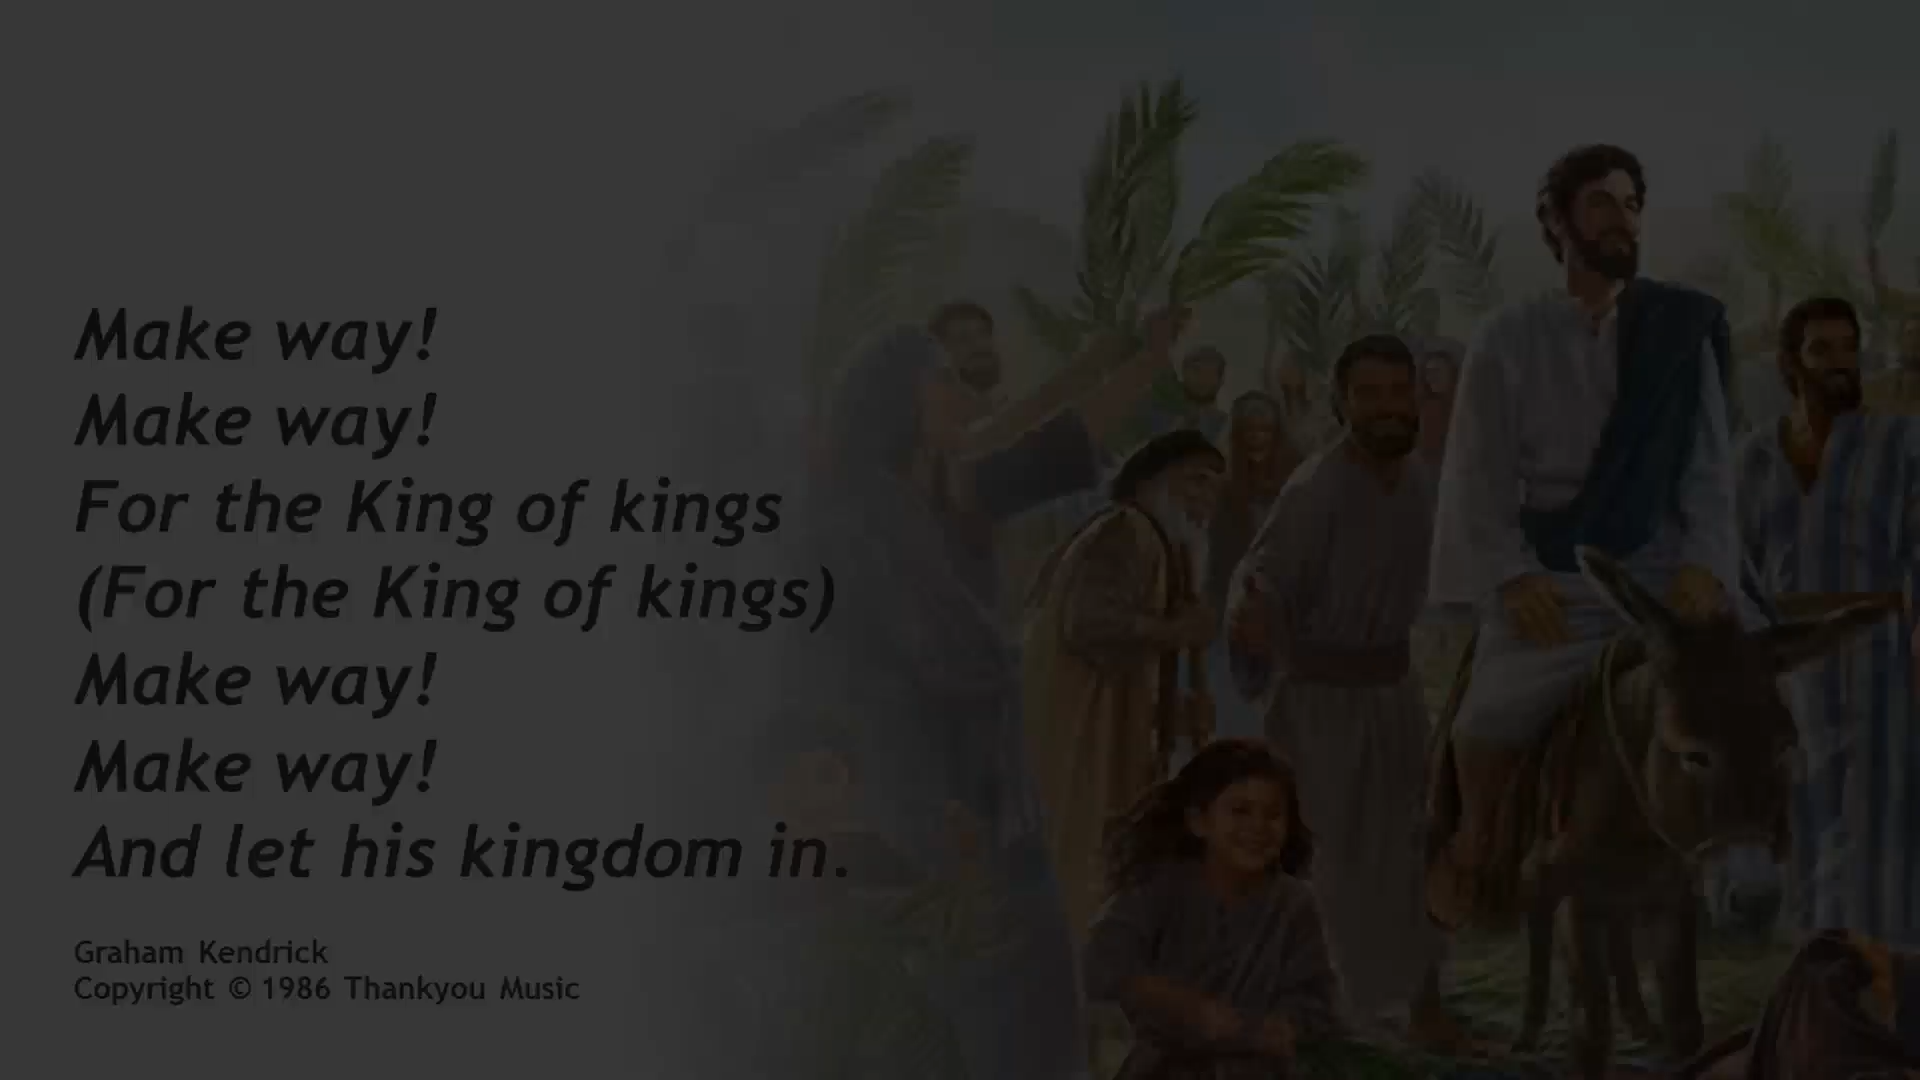 Make way!
Make way!
For the King of kings
(For the King of kings)
Make way!
Make way!
And let his kingdom in.
Graham Kendrick
Copyright © 1986 Thankyou Music